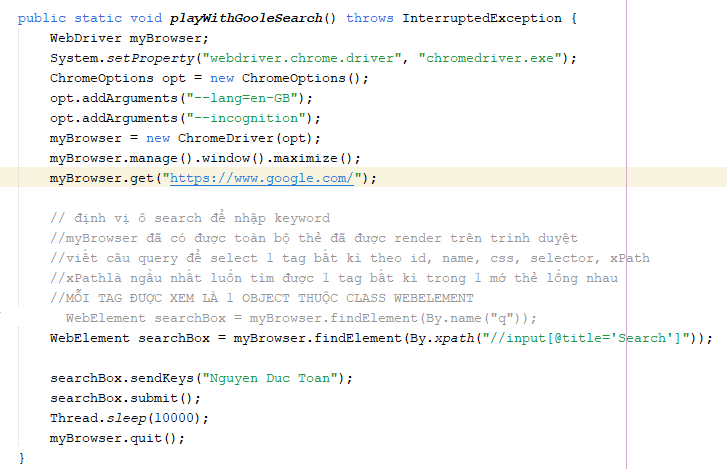 public static void playWithGooleSearch() throws InterruptedException {
WebDriver myBrowser;
System.setProperty("webdriver.chrome.driver", "chromedriver.exe");
ChromeOptions opt = new ChromeOptions();
opt.addArguments("--lang=en-GB");
opt.addArguments("--incognition");
myBrowser = new ChromeDriver(opt);
myBrowser.manage().window().maximize();
myBrowser.get("https://www.google.com/");
// định vị ô search để nhập keyword
//myBrowser đã có được toàn bộ thẻ đã được render trên trình duyệt
//viết câu query để select 1 tag bất kì theo id, name, css, selector, xPath
//xPathlà ngầu nhất luồn tìm được 1 tag bất kì trong 1 mớ thẻ lồng nhau
//MỖI TAG ĐƯỢC XEM LÀ 1 OBJECT THUỘC CLASS WEBELEMENT
WebElement searchBox = myBrowser.findElement(By.name("q"));
WebElement searchBox = myBrowser.findElement(By.xpath("//input[@title='Search']"));
searchBox.sendKeys("Nguyen Duc Toan");
searchBox.submit();
Thread.sleep(10000);
myBrowser.quit();
}